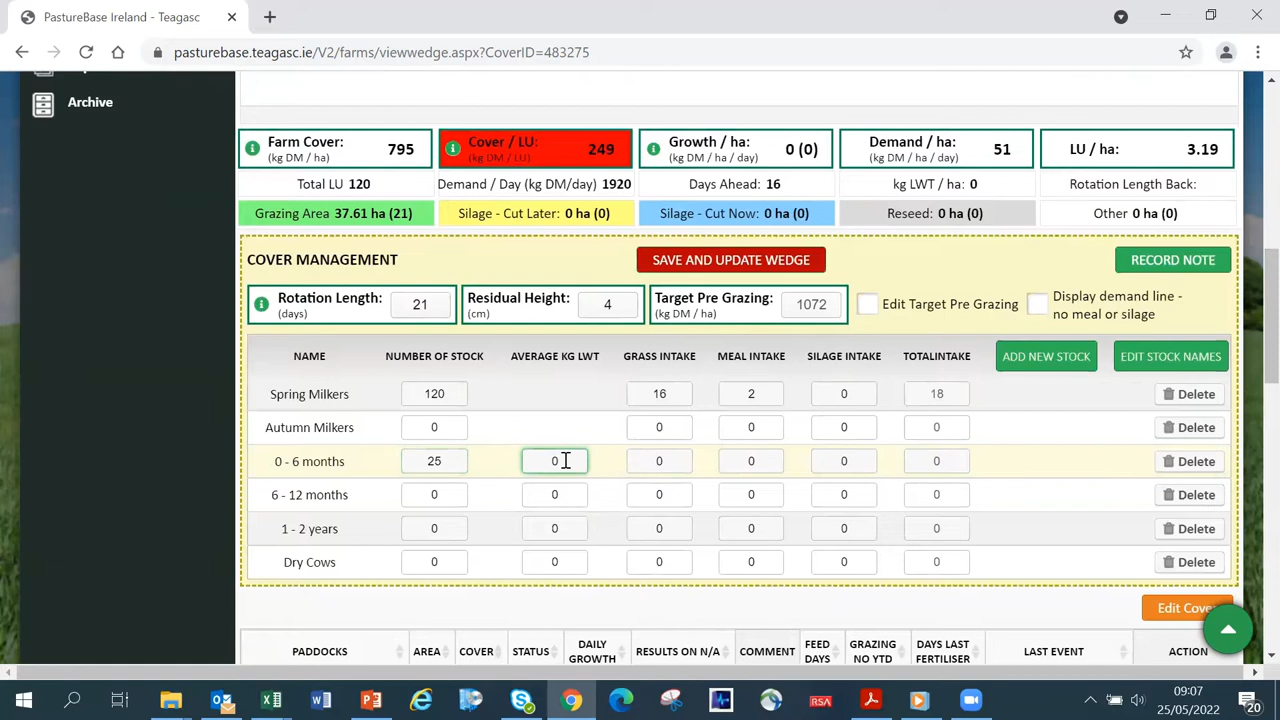 PastureBase Ireland - Teagasc
pasturebase.teagasc.ie/V2/farms/viewwedge.aspx?CoverID=483275
Archive
Farm Cover: (kg DM / ha) 795
Cover / LU: (kg DM / LU) 249
Growth / ha: (kg DM / ha / day) 0 (0)
Demand / ha: (kg DM / ha / day) 51
LU / ha: 3.19
Total LU 120
Demand / Day (kg DM/day) 1920
Days Ahead: 16
kg LWT / ha: 0
Rotation Length Back:
Grazing Area 37.61 ha (21)
Silage - Cut Later: 0 ha (0)
Silage - Cut Now: 0 ha (0)
Reseed: 0 ha (0)
Other 0 ha (0)
COVER MANAGEMENT
SAVE AND UPDATE WEDGE
RECORD NOTE
Rotation Length: (days) 21
Residual Height: (cm) 4
Target Pre Grazing: (kg DM / ha) 1072
Edit Target Pre Grazing
Display demand line -
no meal or silage
NAME NUMBER OF STOCK AVERAGE KG LWT GRASS INTAKE MEAL INTAKE SILAGE INTAKE TOTALINTAKE ADD NEW STOCK EDIT STOCK NAMES
Spring Milkers 120 16 2 0 18 Delete
Autumn Milkers 0 0 0 0 0 Delete
0 - 6 months 25 0 0 0 0 0 Delete
6 - 12 months 0 0 0 0 0 0 Delete
1 - 2 years 0 0 0 0 0 0 Delete
Dry Cows 0 0 0 0 0 0 Delete
Edit Cove
PADDOCKS AREA COVER STATUS DAILY GROWTH RESULTS ON N/A COMMENT FEED DAYS GRAZING NO YTD DAYS LAST FERTILISER LAST EVENT ACTION
RSA
09:07
25/05/2022
20